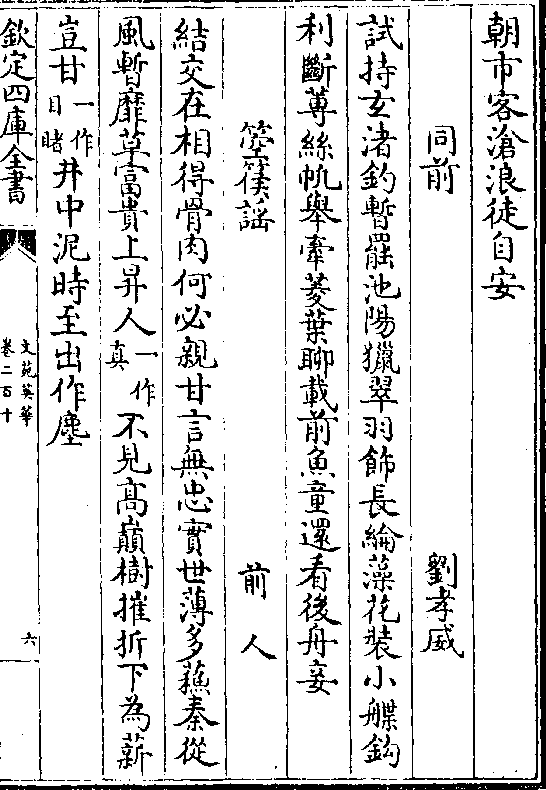 朝市客滄浪徒自安
同前　劉孝威
試持玄渚釣暫罷池陽獵翠羽飾長綸蘂花裝小艓鈎
利斷蓴絲帆舉牽菱葉聊載前魚童還看後舟妾
箜篌謡　前人
結交在相得骨肉何必親甘言無忠實世薄多蘓秦從
風暫靡草富貴上昇人一作真不見髙巔樹摧折下為薪
豈甘一作目睹井中泥時至出作塵
欽定四庫全書
文苑英華
卷二百十
六